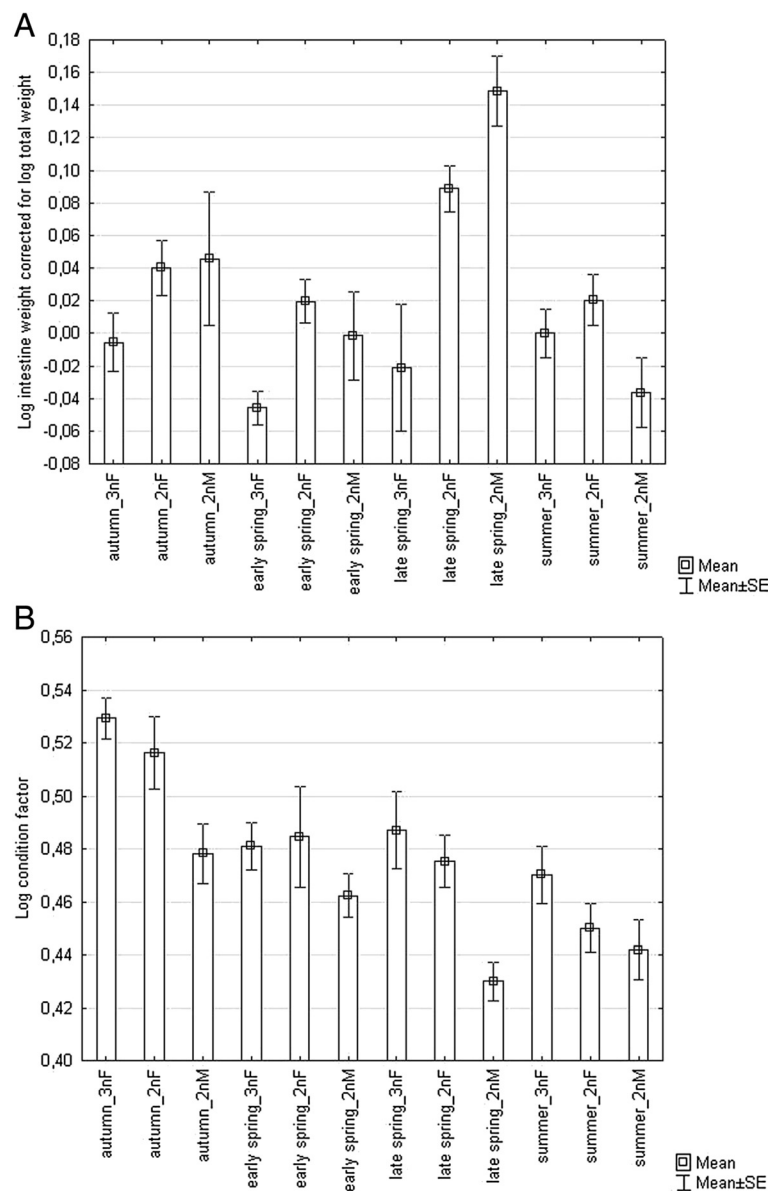 A
Log intestine weight corrected for log total weight
0,18
0,16
0,14
0,12
0,10
0,08
0,06
0,04
0,02
0,00
-0,02
-0,04
-0,06
-0,08
autumn_3nF
autumn_2nF
autumn_2nM
early spring_3nF
early spring_2nF
early spring_2nM
late spring_3nF
late spring_2nF
late spring_2nM
summer_3nF
summer_2nF
summer_2nM
Mean
Mean±SE
B
Log condition factor
0,56
0,54
0,52
0,50
0,48
0,46
0,44
0,42
0,40
autumn_3nF
autumn_2nF
autumn_2nM
early spring_3nF
early spring_2nF
early spring_2nM
late spring_3nF
late spring_2nF
late spring_2nM
summer_3nF
summer_2nF
summer_2nM
Mean
Mean±SE